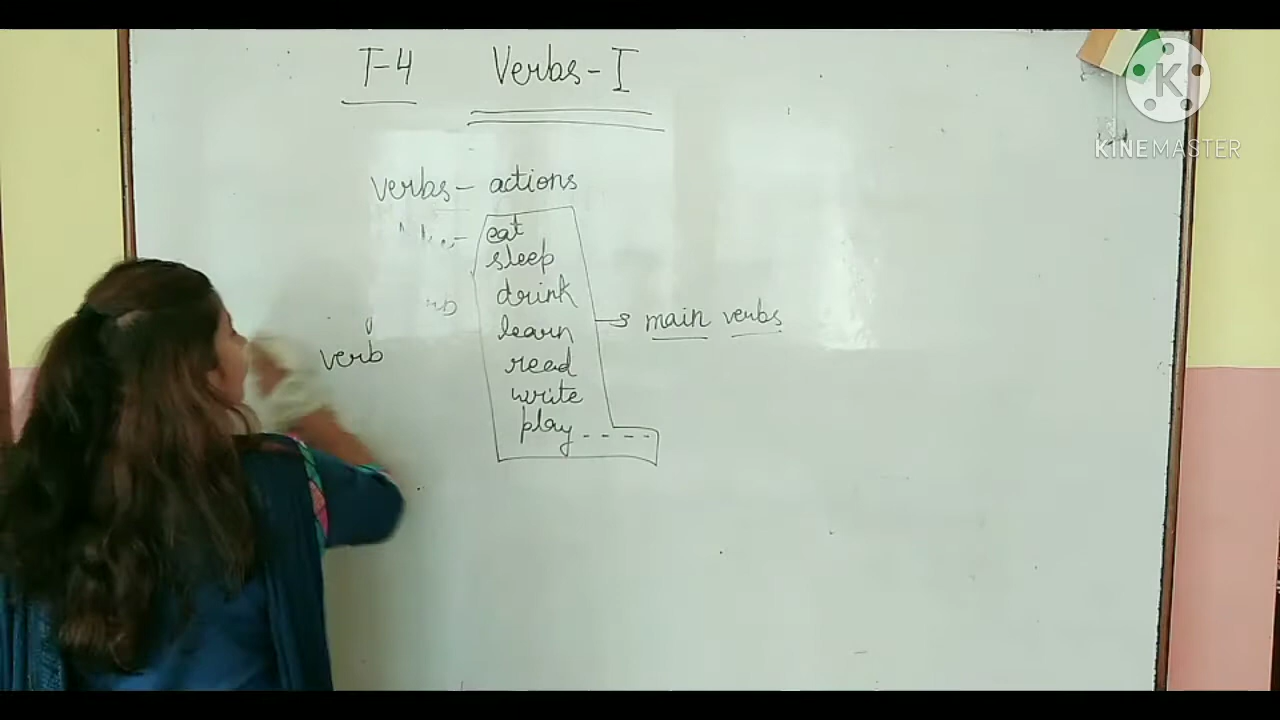 T-4 Verbs-I
verbs- actions
eat
sleep
drink
learn
read
write
play - - - -
main verbs
verb
KINEMASTER